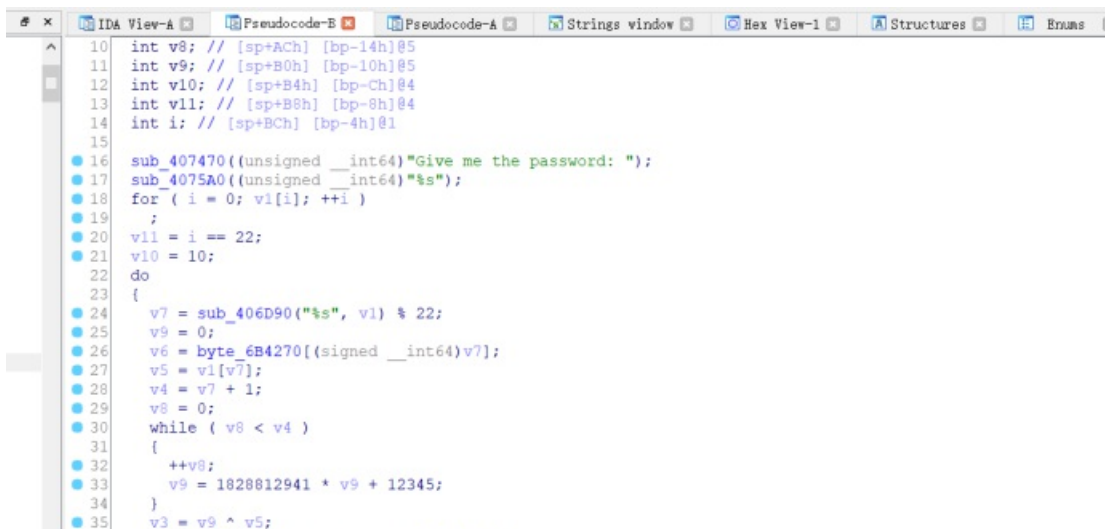 IDA View-A Pseudocode-B Pseudocode-A Strings window Hex View-1 Structures Enums
10 int v8; // [sp+ACh] [bp-14h]@5
11 int v9; // [sp+B0h] [bp-10h]@5
12 int v10; // [sp+B4h] [bp-Ch]@4
13 int v11; // [sp+B8h] [bp-8h]@4
14 int i; // [sp+BCh] [bp-4h]@1
15
16 sub_407470((unsigned __int64)"Give me the password: ");
17 sub_4075A0((unsigned __int64)"%s");
18 for ( i = 0; v1[i]; ++i )
19 ;
20 v11 = i == 22;
21 v10 = 10;
22 do
23 {
24 v7 = sub_406D90("%s", v1) % 22;
25 v9 = 0;
26 v6 = byte_6B4270[(signed __int64)v7];
27 v5 = v1[v7];
28 v4 = v7 + 1;
29 v8 = 0;
30 while ( v8 < v4 )
31 {
32 ++v8;
33 v9 = 1828812941 * v9 + 12345;
34 }
35 v3 = v9 ^ v5;